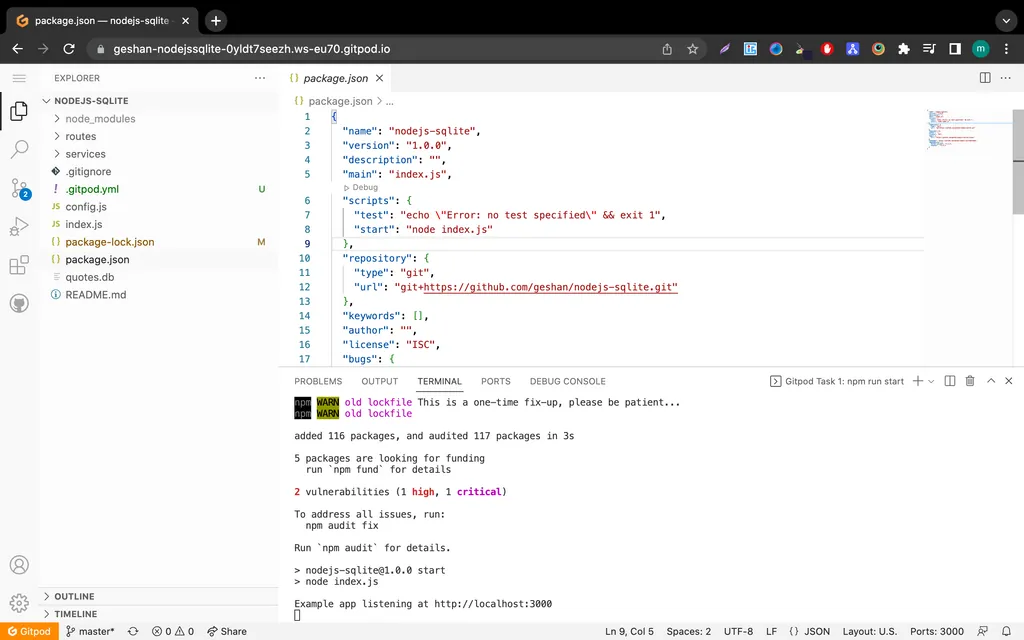 package.json — nodejs-sqlite
geshan-nodejssqlite-0yldt7seezh.ws-eu70.gitpod.io
m
EXPLORER
NODEJS-SQLITE
node_modules
routes
services
.gitignore
! .gitpod.yml U
JS config.js
JS index.js
{} package-lock.json M
{} package.json
quotes.db
README.md
2
OUTLINE
TIMELINE
{} package.json
{} package.json > ...
1 {
2 "name": "nodejs-sqlite",
3 "version": "1.0.0",
4 "description": "",
5 "main": "index.js",
Debug
6 "scripts": {
7 "test": "echo \"Error: no test specified\" && exit 1",
8 "start": "node index.js"
9 },
10 "repository": {
11 "type": "git",
12 "url": "git+https://github.com/geshan/nodejs-sqlite.git"
13 },
14 "keywords": [],
15 "author": "",
16 "license": "ISC",
17 "bugs": {
PROBLEMS OUTPUT TERMINAL PORTS DEBUG CONSOLE Gitpod Task 1: npm run start
npm WARN old lockfile This is a one-time fix-up, please be patient...
npm WARN old lockfile
added 116 packages, and audited 117 packages in 3s
5 packages are looking for funding
run `npm fund` for details
2 vulnerabilities (1 high, 1 critical)
To address all issues, run:
npm audit fix
Run `npm audit` for details.
> nodejs-sqlite@1.0.0 start
> node index.js
Example app listening at http://localhost:3000
Gitpod master* 0 0 Share Ln 9, Col 5 Spaces: 2 UTF-8 LF {} JSON Layout: U.S. Ports: 3000